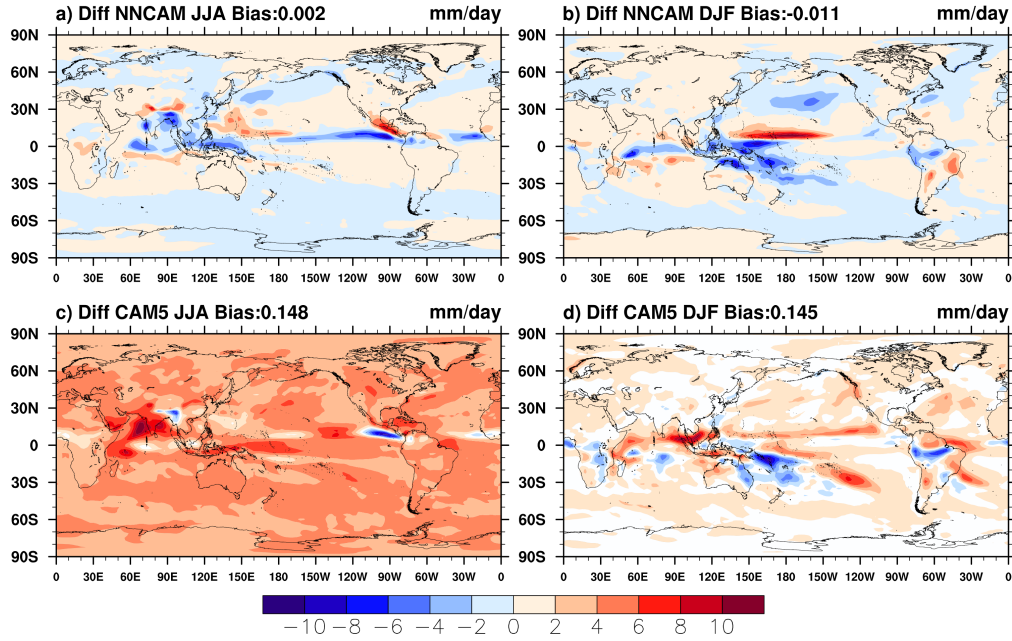 a) Diff NNCAM JJA Bias:0.002 mm/day
90N
60N
30N
0
30S
60S
90S
0 30E 60E 90E 120E 150E 180 150W 120W 90W 60W 30W 0
b) Diff NNCAM DJF Bias:-0.011 mm/day
90N
60N
30N
0
30S
60S
90S
0 30E 60E 90E 120E 150E 180 150W 120W 90W 60W 30W 0
c) Diff CAM5 JJA Bias:0.148 mm/day
90N
60N
30N
0
30S
60S
90S
0 30E 60E 90E 120E 150E 180 150W 120W 90W 60W 30W 0
d) Diff CAM5 DJF Bias:0.145 mm/day
90N
60N
30N
0
30S
60S
90S
0 30E 60E 90E 120E 150E 180 150W 120W 90W 60W 30W 0
−10 −8 −6 −4 −2 0 2 4 6 8 10